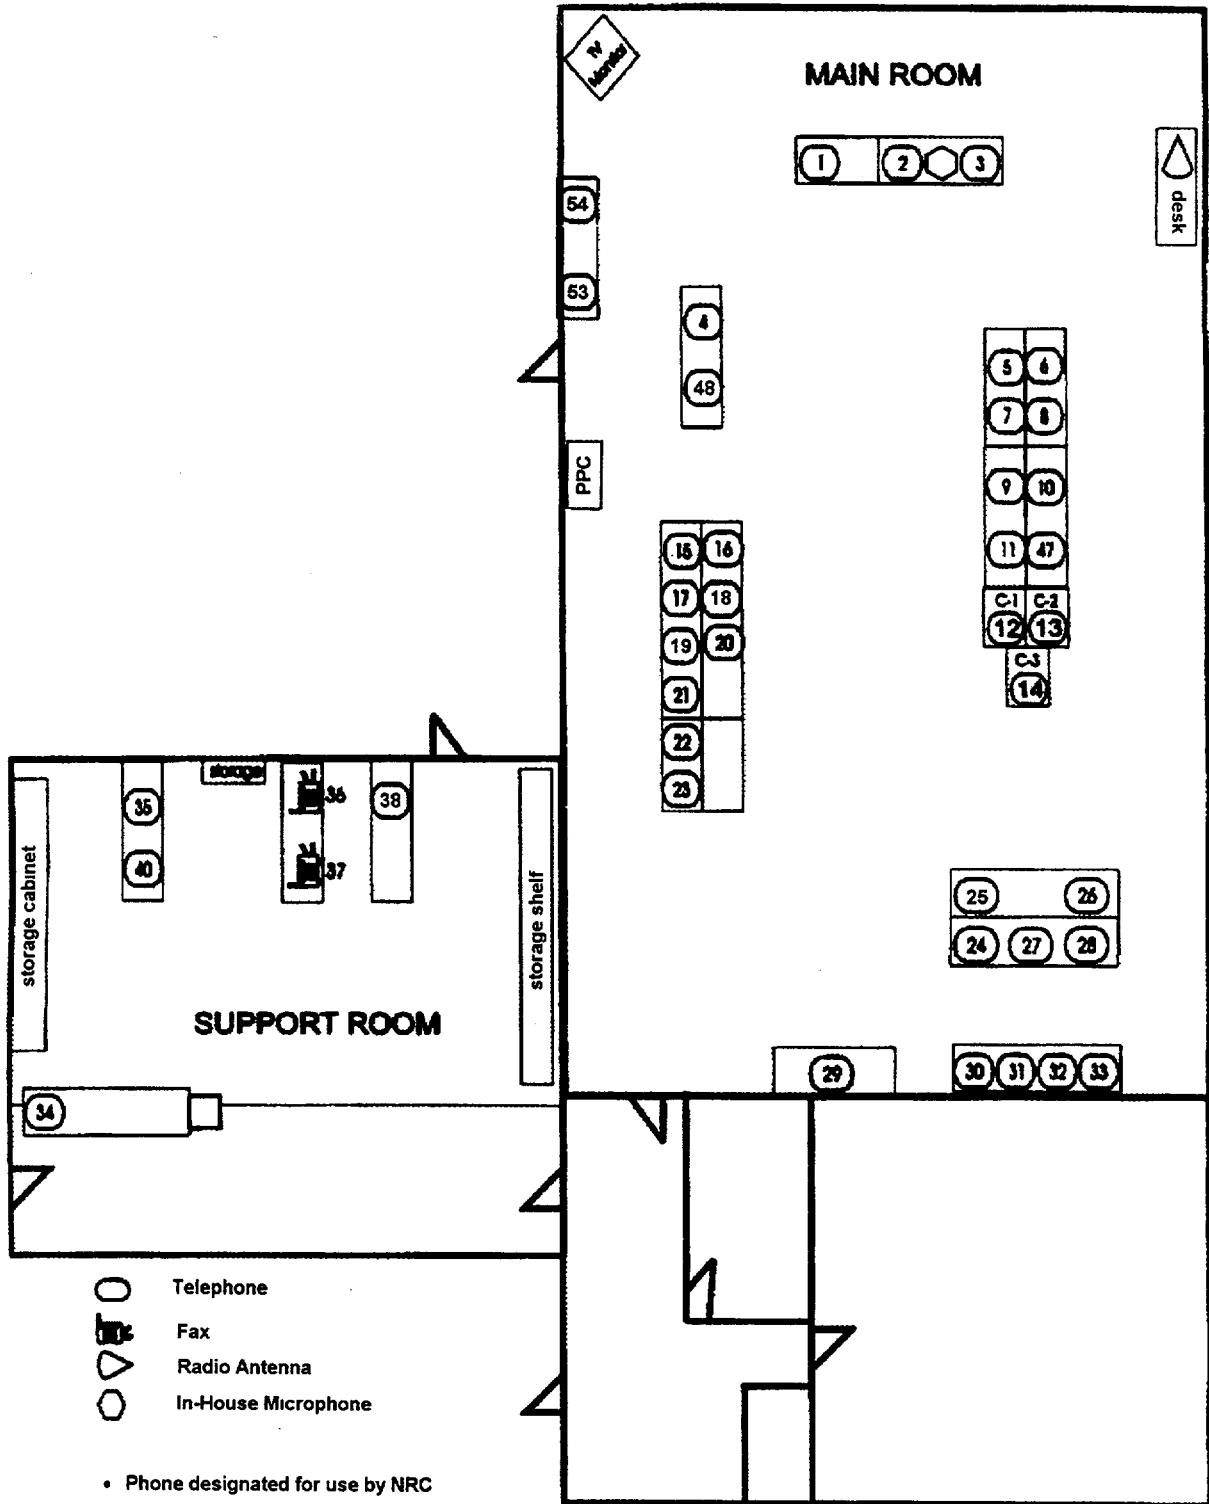 TV
Monitor
MAIN ROOM
1 2 3
desk
54
53
4
48
5 6
7 8
9 10
11 47
C-1 C-2
12 13
C-3
14
PPC
15 16
17 18
19 20
21
22
23
storage
35
36
38
40
37
storage cabinet
storage shelf
SUPPORT ROOM
34
25 26
24 27 28
29
30 31 32 33
Telephone
Fax
Radio Antenna
In-House Microphone
• Phone designated for use by NRC